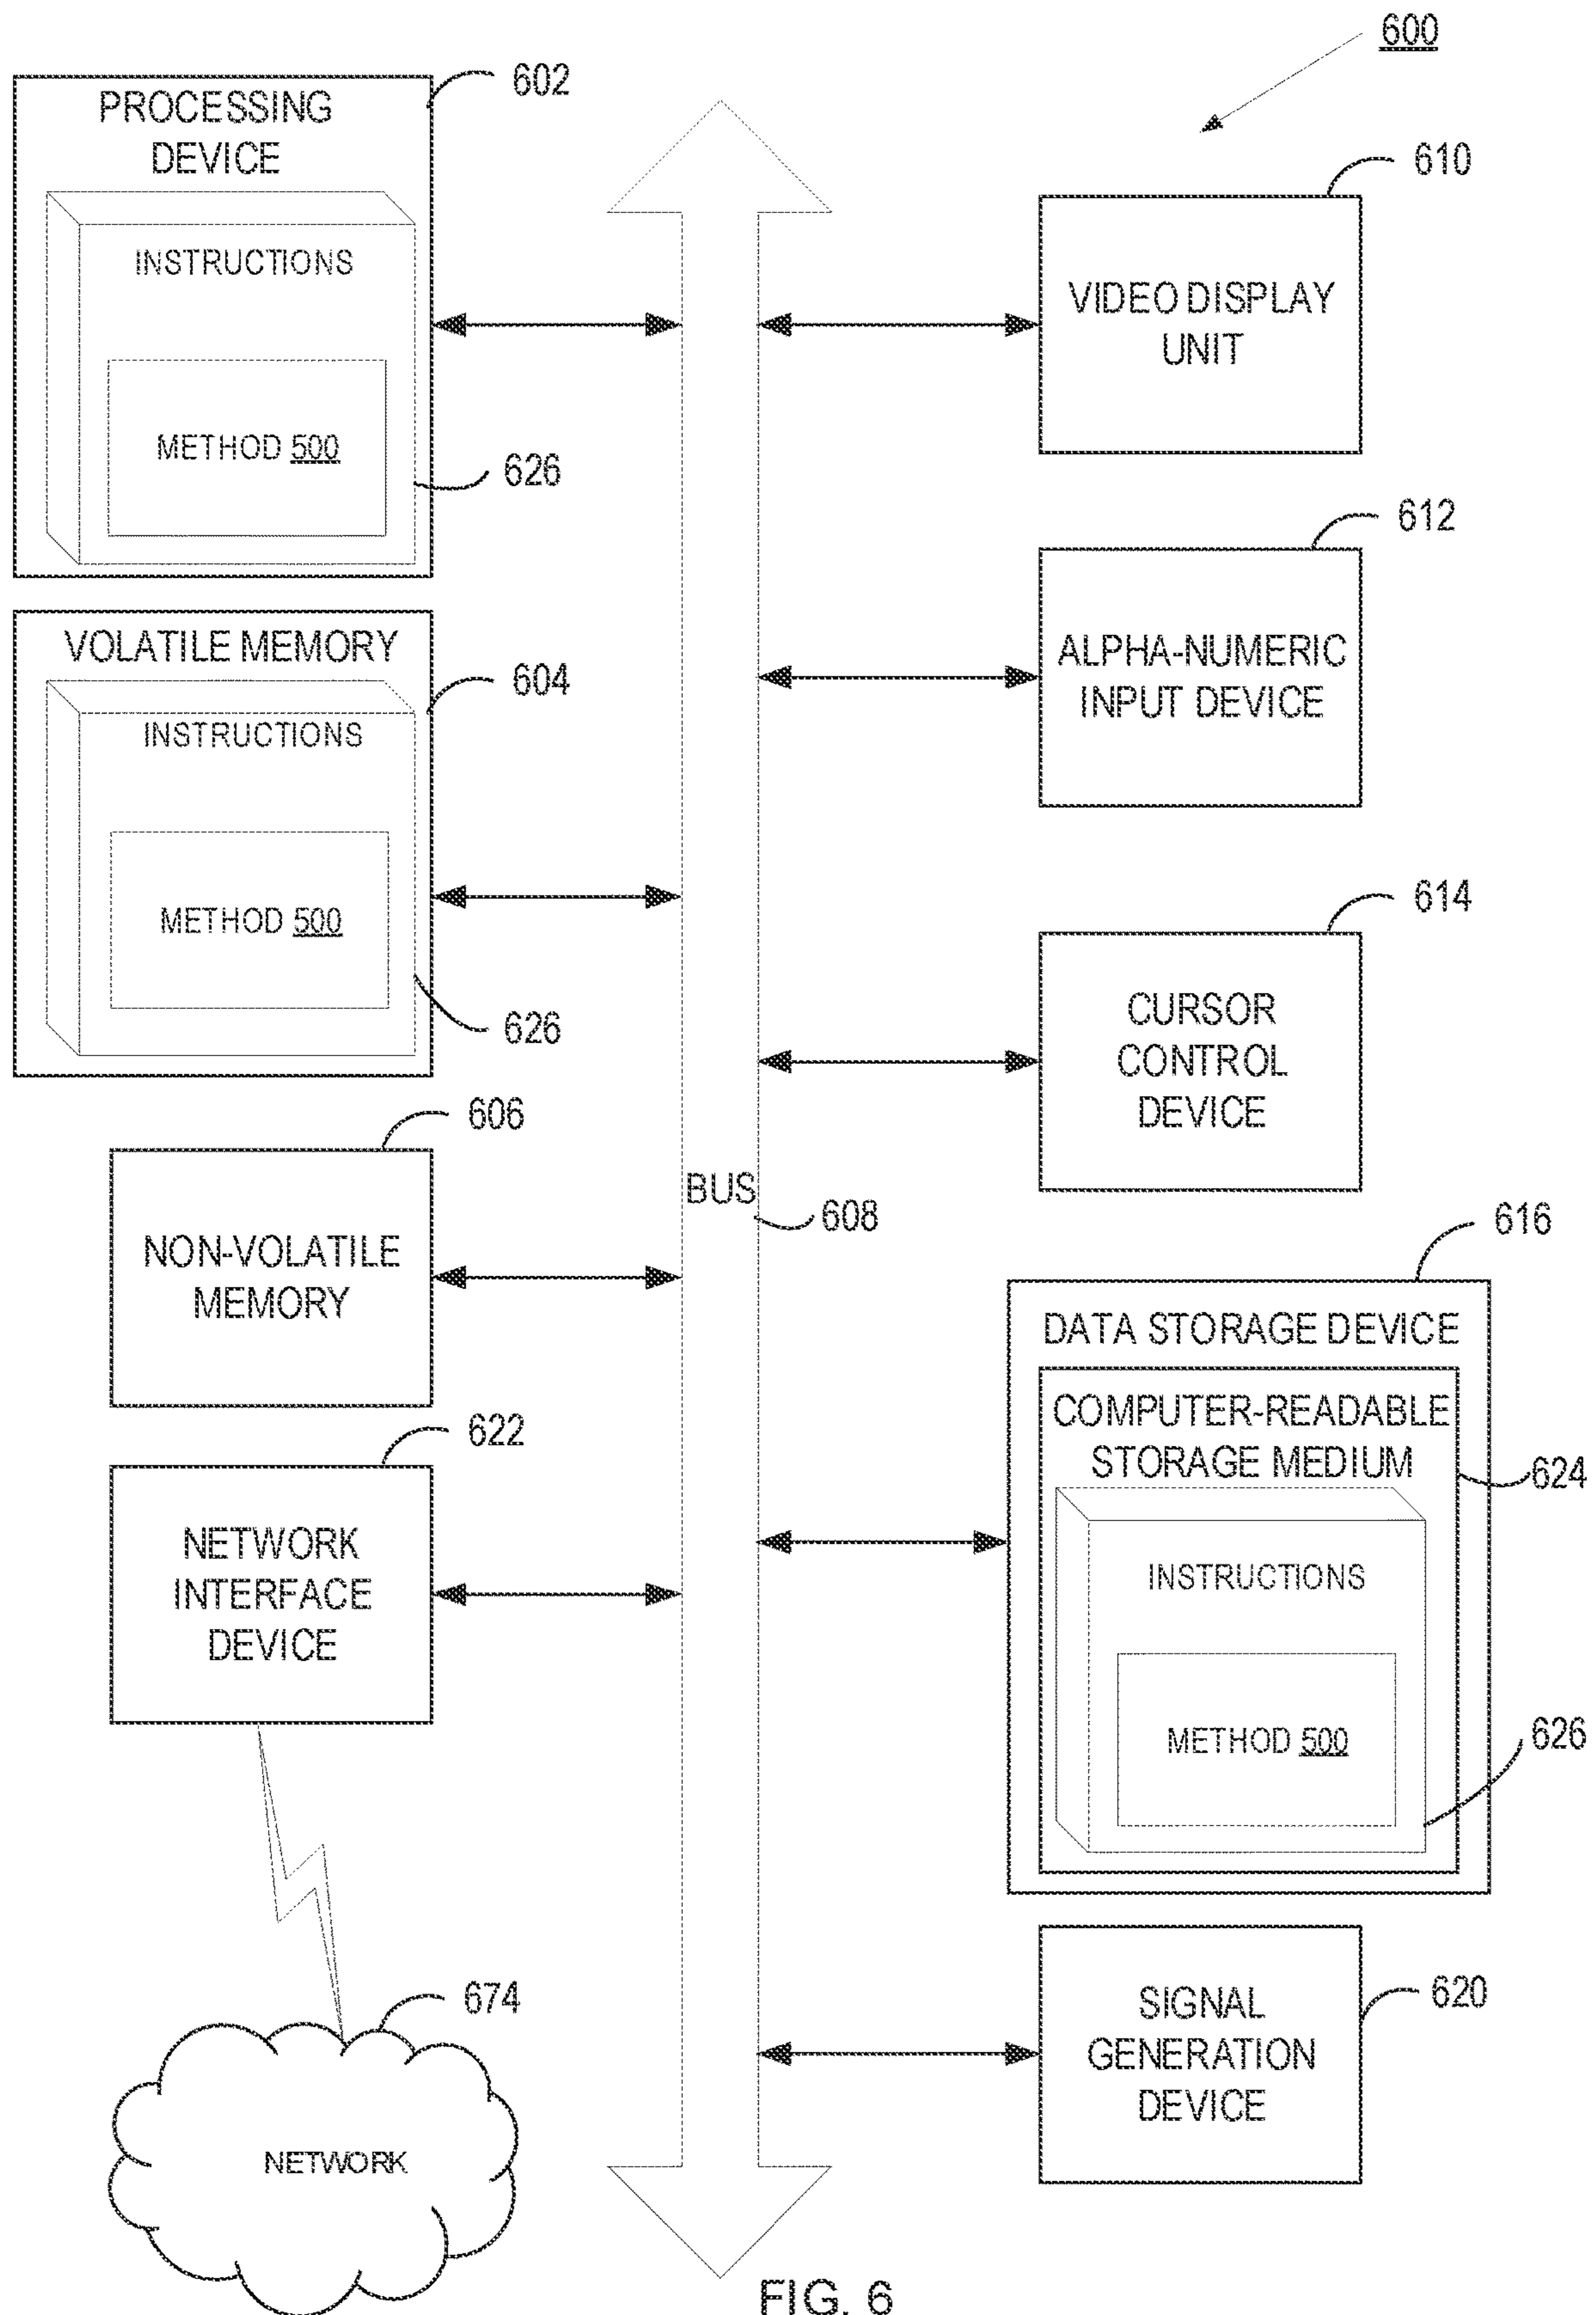 600
602
PROCESSING
DEVICE
INSTRUCTIONS
METHOD 500
626
VOLATILE MEMORY
604
INSTRUCTIONS
METHOD 500
626
606
NON-VOLATILE
MEMORY
622
NETWORK
INTERFACE
DEVICE
674
NETWORK
BUS
608
610
VIDEO DISPLAY
UNIT
612
ALPHA-NUMERIC
INPUT DEVICE
614
CURSOR
CONTROL
DEVICE
616
DATA STORAGE DEVICE
COMPUTER-READABLE
STORAGE MEDIUM
624
INSTRUCTIONS
METHOD 500
626
620
SIGNAL
GENERATION
DEVICE
FIG. 6